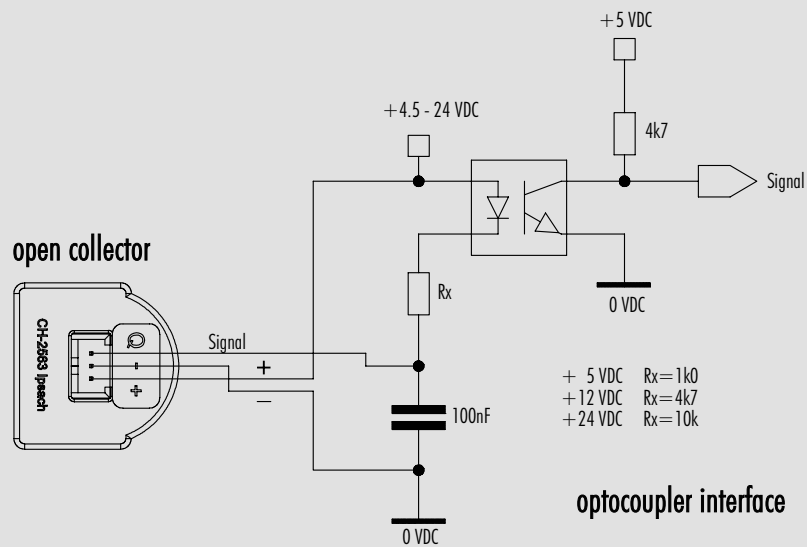 +5 VDC
+4.5 - 24 VDC
4k7
Signal
open collector
0 VDC
Rx
CH-2563 Ipsach
Q
-
+
Signal
+
−
+ 5 VDC Rx=1k0
+12 VDC Rx=4k7
+24 VDC Rx=10k
100nF
optocoupler interface
0 VDC